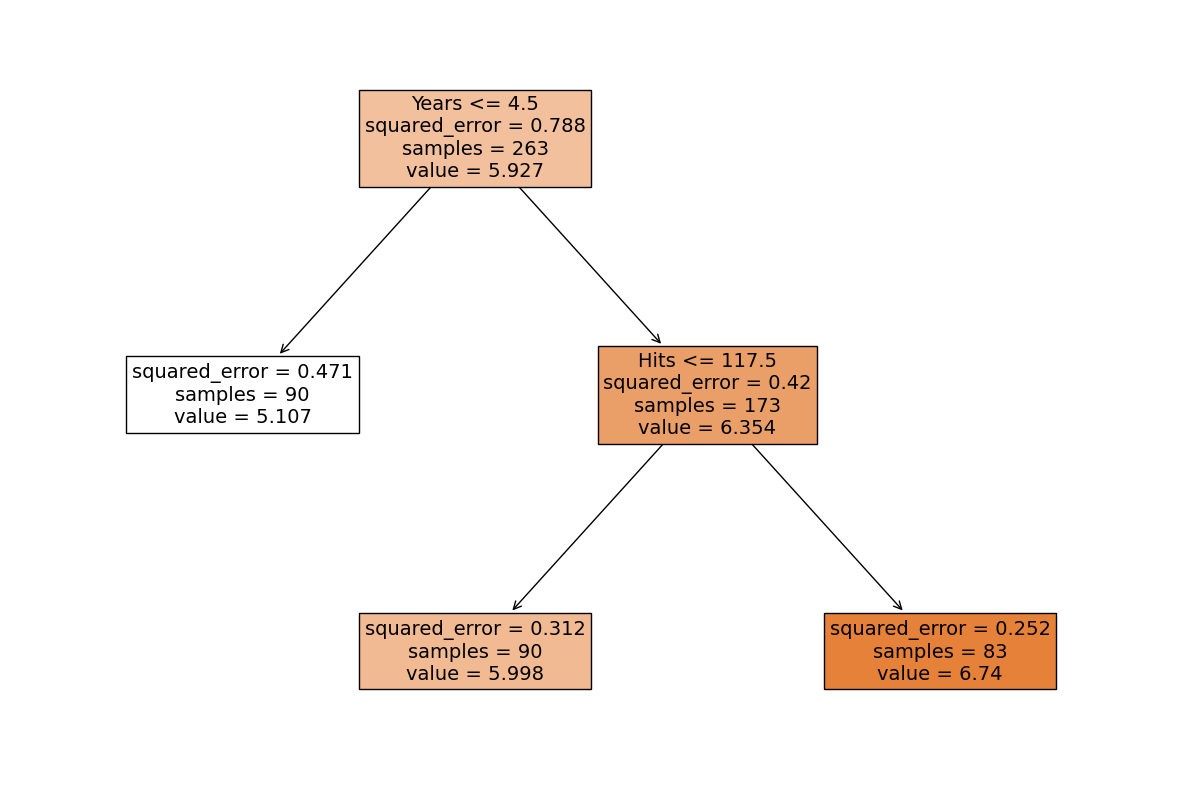 Years <= 4.5
squared_error = 0.788
samples = 263
value = 5.927
squared_error = 0.471
samples = 90
value = 5.107
Hits <= 117.5
squared_error = 0.42
samples = 173
value = 6.354
squared_error = 0.312
samples = 90
value = 5.998
squared_error = 0.252
samples = 83
value = 6.74